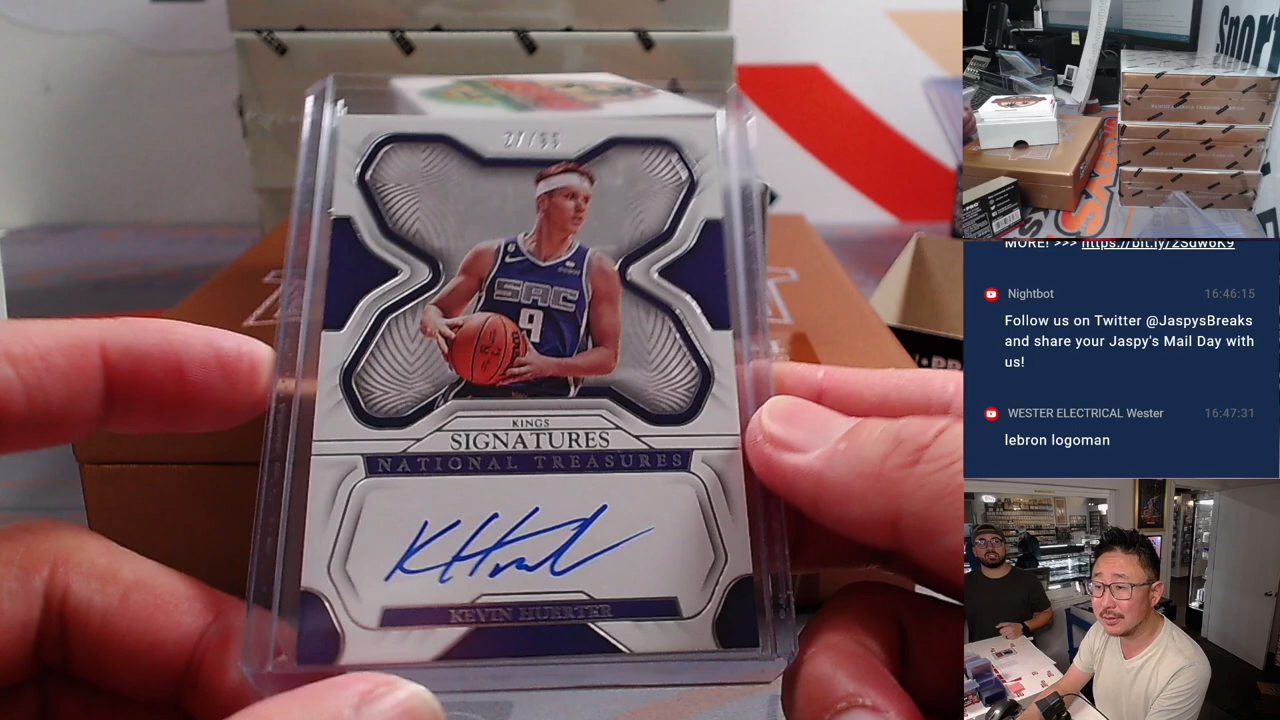 SAC
9
KINGS
SIGNATURES
NATIONAL TREASURES
KEVIN HUERTER
MORE! >>> https://bit.ly/2Sdw6K9
Nightbot 16:46:15
Follow us on Twitter @JaspysBreaks
and share your Jaspy's Mail Day with
us!
WESTER ELECTRICAL Wester 16:47:31
lebron logoman